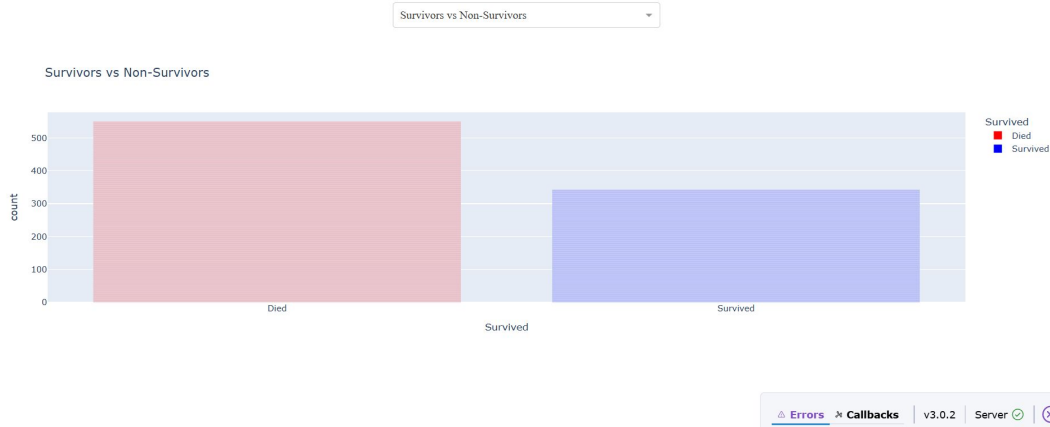 Survivors vs Non-Survivors
Survivors vs Non-Survivors
Survived
Died
Survived
500
400
300
200
100
0
count
Died Survived
Survived
Errors Callbacks v3.0.2 Server